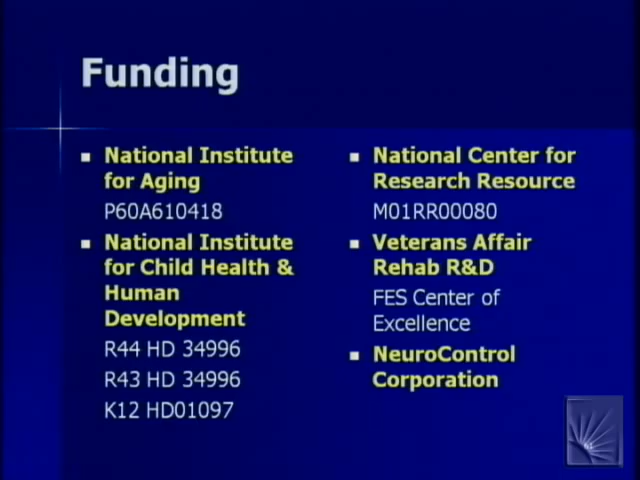 Funding
National Institute
for Aging
P60A610418
National Institute
for Child Health &
Human
Development
R44 HD 34996
R43 HD 34996
K12 HD01097
National Center for
Research Resource
M01RR00080
Veterans Affair
Rehab R&D
FES Center of
Excellence
NeuroControl
Corporation